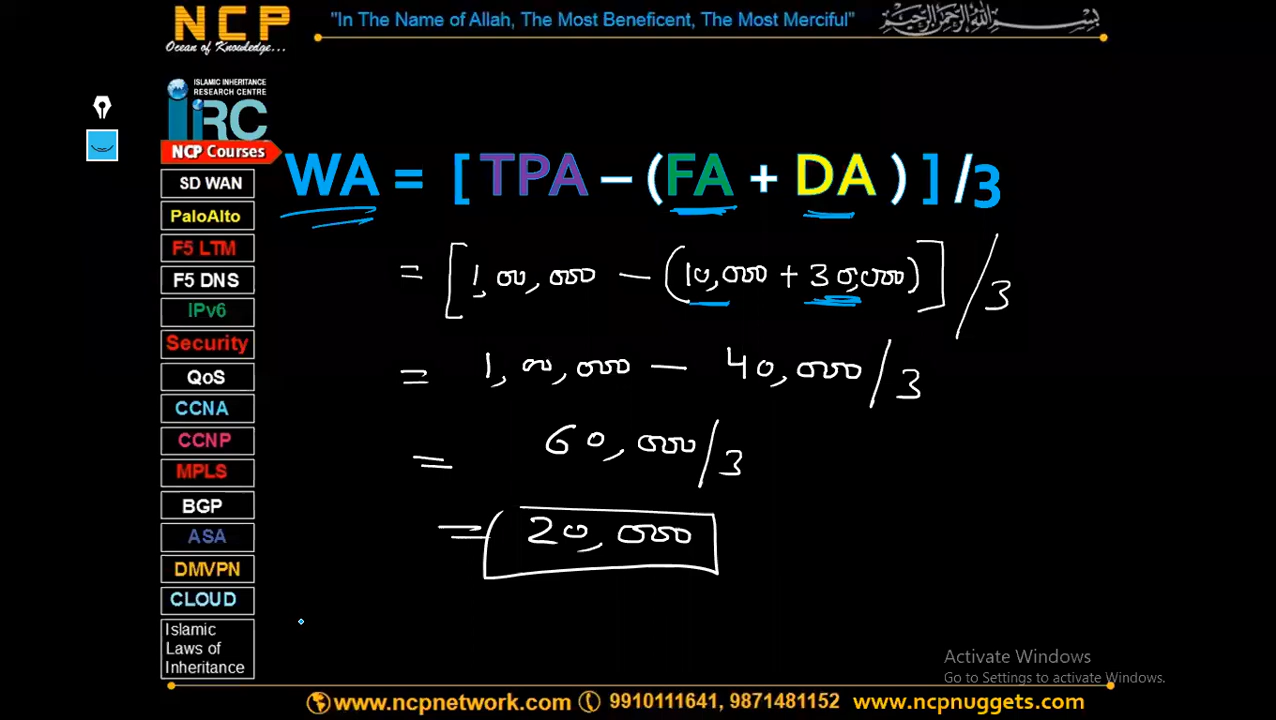 NCP
Ocean of Knowledge...
"In The Name of Allah, The Most Beneficent, The Most Merciful"
ISLAMIC INHERITANCE
RESEARCH CENTRE
iiRC
NCP Courses
SD WAN
PaloAlto
F5 LTM
F5 DNS
IPv6
Security
QoS
CCNA
CCNP
MPLS
BGP
ASA
DMVPN
CLOUD
Islamic
Laws of
Inheritance
WA = [ TPA – (FA + DA ) ] /3
= [1,00,000 – (10,000 + 30,000)] / 3
= 1,00,000 – 40,000 / 3
= 60,000 / 3
= 20,000
Activate Windows
Go to Settings to activate Windows.
www.ncpnetwork.com 9910111641, 9871481152 www.ncpnuggets.com